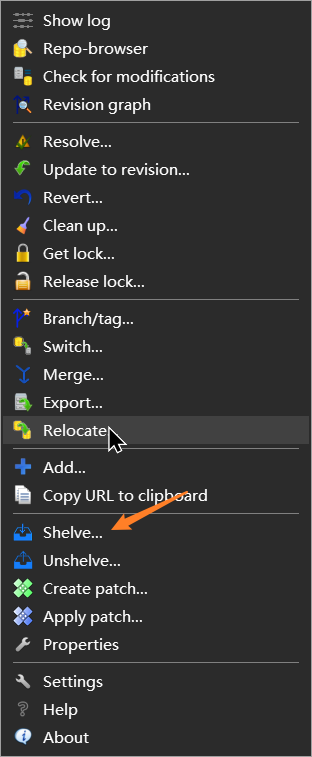 Show log
Repo-browser
Check for modifications
Revision graph
Resolve...
Update to revision...
Revert...
Clean up...
Get lock...
Release lock...
Branch/tag...
Switch...
Merge...
Export...
Relocate
Add...
Copy URL to clipboard
Shelve...
Unshelve...
Create patch...
Apply patch...
Properties
Settings
Help
About